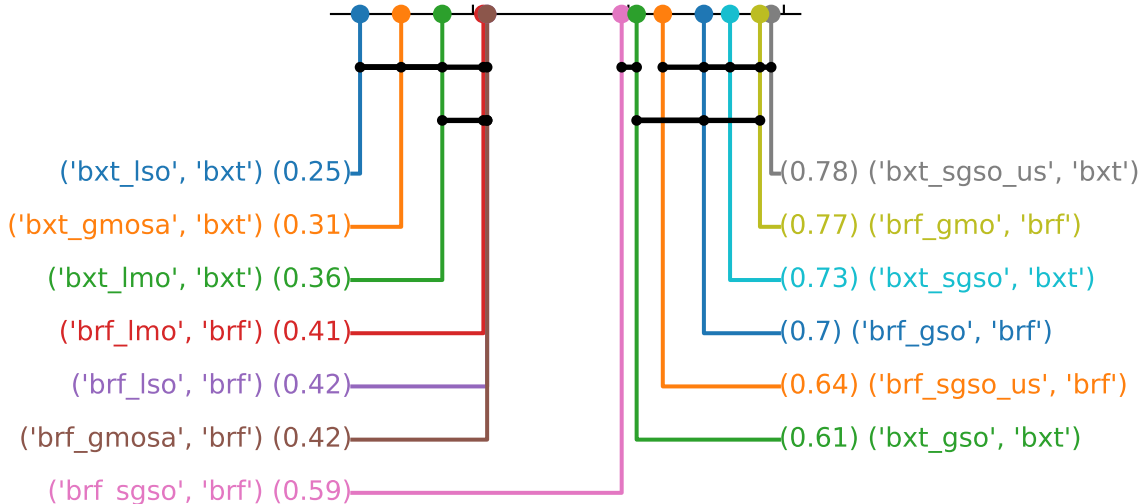 ('bxt_lso', 'bxt') (0.25)
(0.78) ('bxt_sgso_us', 'bxt')
('bxt_gmosa', 'bxt') (0.31)
(0.77) ('brf_gmo', 'brf')
('bxt_lmo', 'bxt') (0.36)
(0.73) ('bxt_sgso', 'bxt')
('brf_lmo', 'brf') (0.41)
(0.7) ('brf_gso', 'brf')
('brf_lso', 'brf') (0.42)
(0.64) ('brf_sgso_us', 'brf')
('brf_gmosa', 'brf') (0.42)
(0.61) ('bxt_gso', 'bxt')
('brf_sgso', 'brf') (0.59)